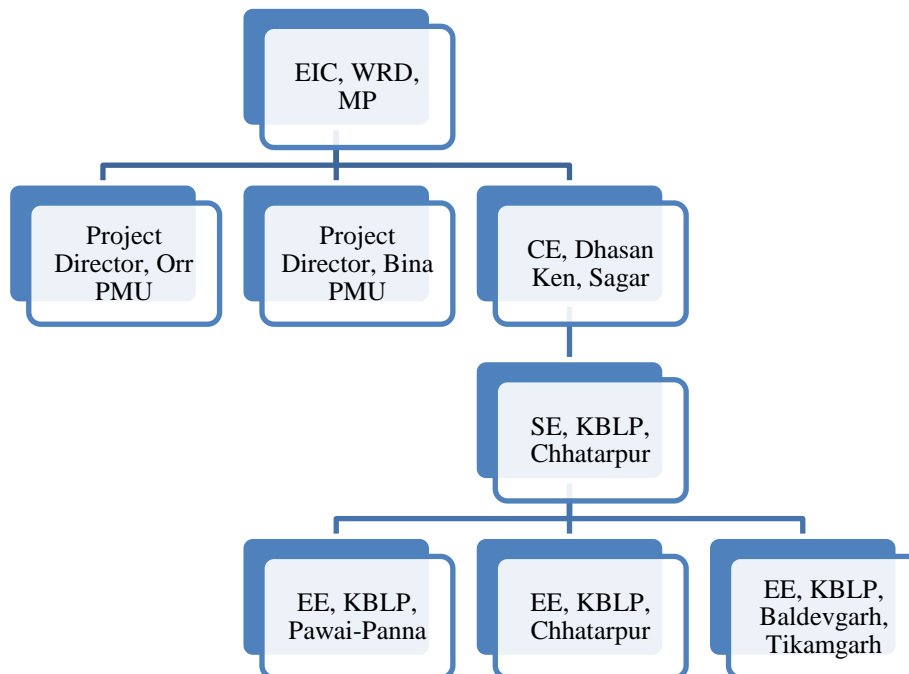 EIC, WRD,
MP
Project
Director, Orr
PMU
Project
Director, Bina
PMU
CE, Dhasan
Ken, Sagar
SE, KBLP,
Chhatarpur
EE, KBLP,
Pawai-Panna
EE, KBLP,
Chhatarpur
EE, KBLP,
Baldevgarh,
Tikamgarh